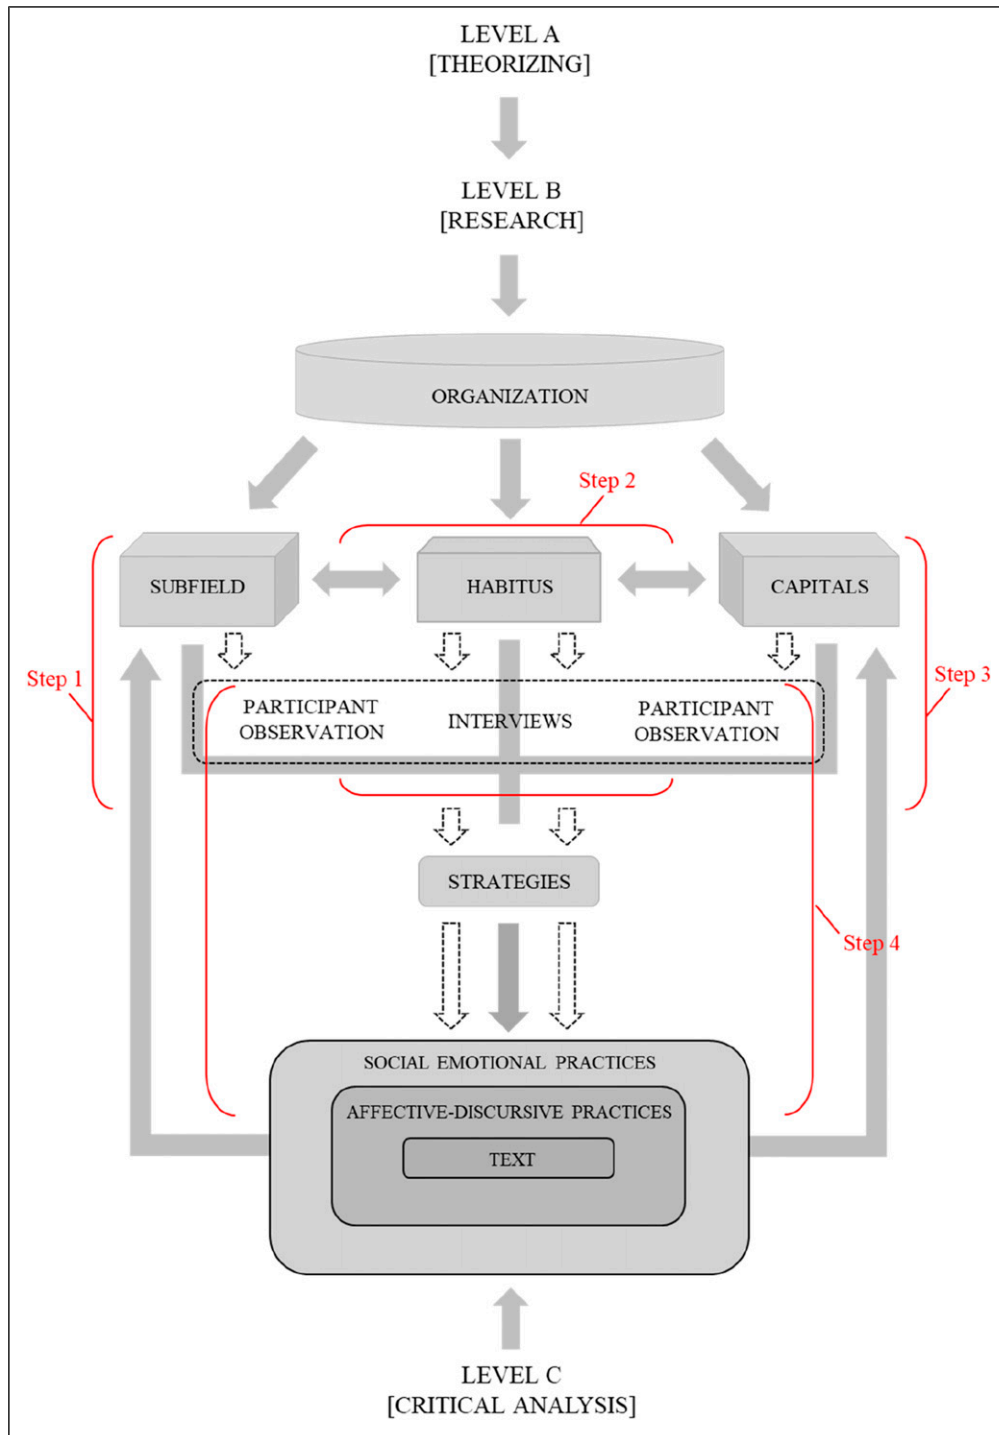 LEVEL A
[THEORIZING]
LEVEL B
[RESEARCH]
ORGANIZATION
Step 2
SUBFIELD
HABITUS
CAPITALS
Step 1
Step 3
PARTICIPANT
OBSERVATION
INTERVIEWS
PARTICIPANT
OBSERVATION
STRATEGIES
Step 4
SOCIAL EMOTIONAL PRACTICES
AFFECTIVE-DISCURSIVE PRACTICES
TEXT
LEVEL C
[CRITICAL ANALYSIS]